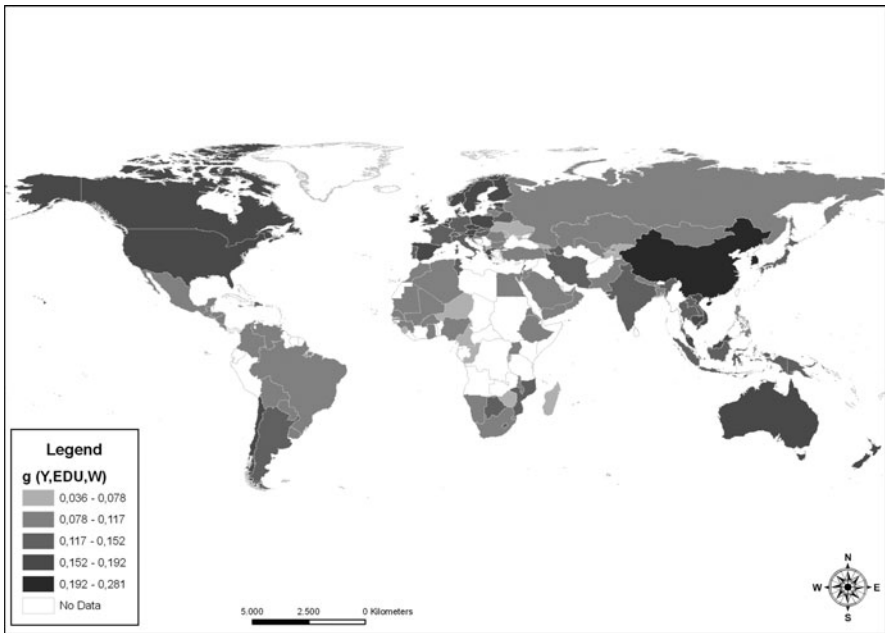 Legend
g (Y,EDU,W)
0,036 - 0,078
0,078 - 0,117
0,117 - 0,152
0,152 - 0,192
0,192 - 0,281
No Data
5.000 2.500 0 Kilometers
N
W E
S